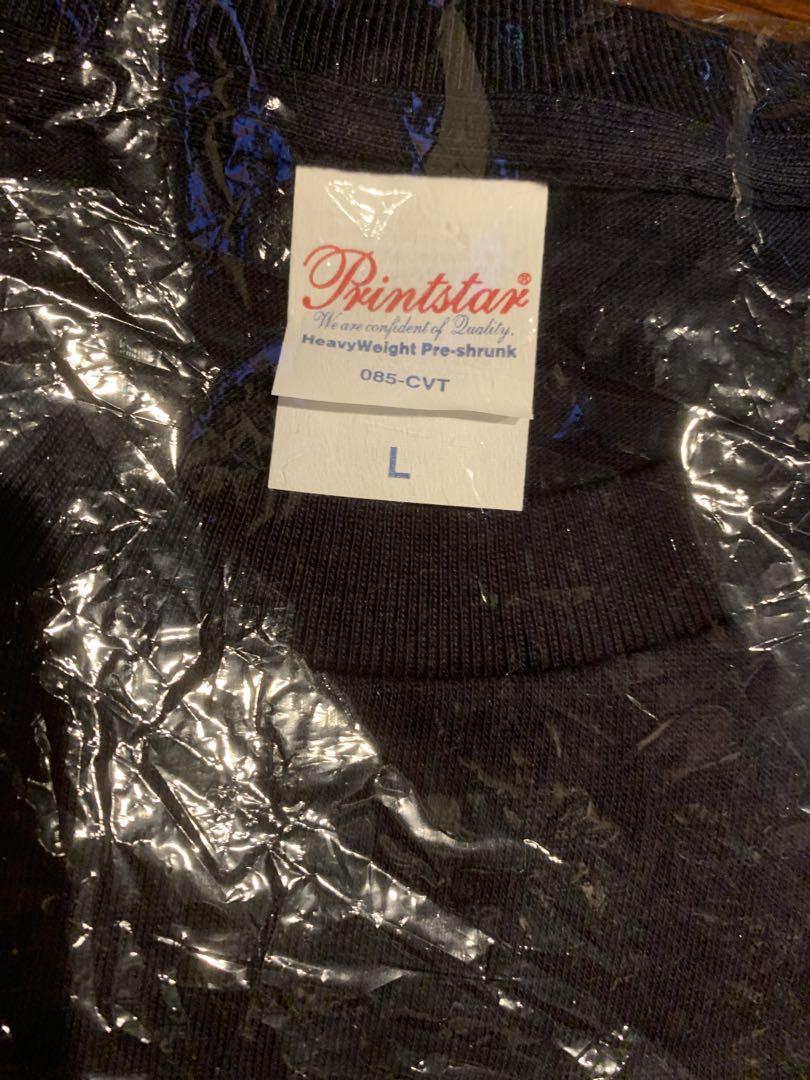 Printstar®
We are confident of Quality.
HeavyWeight Pre-shrunk
085-CVT
L